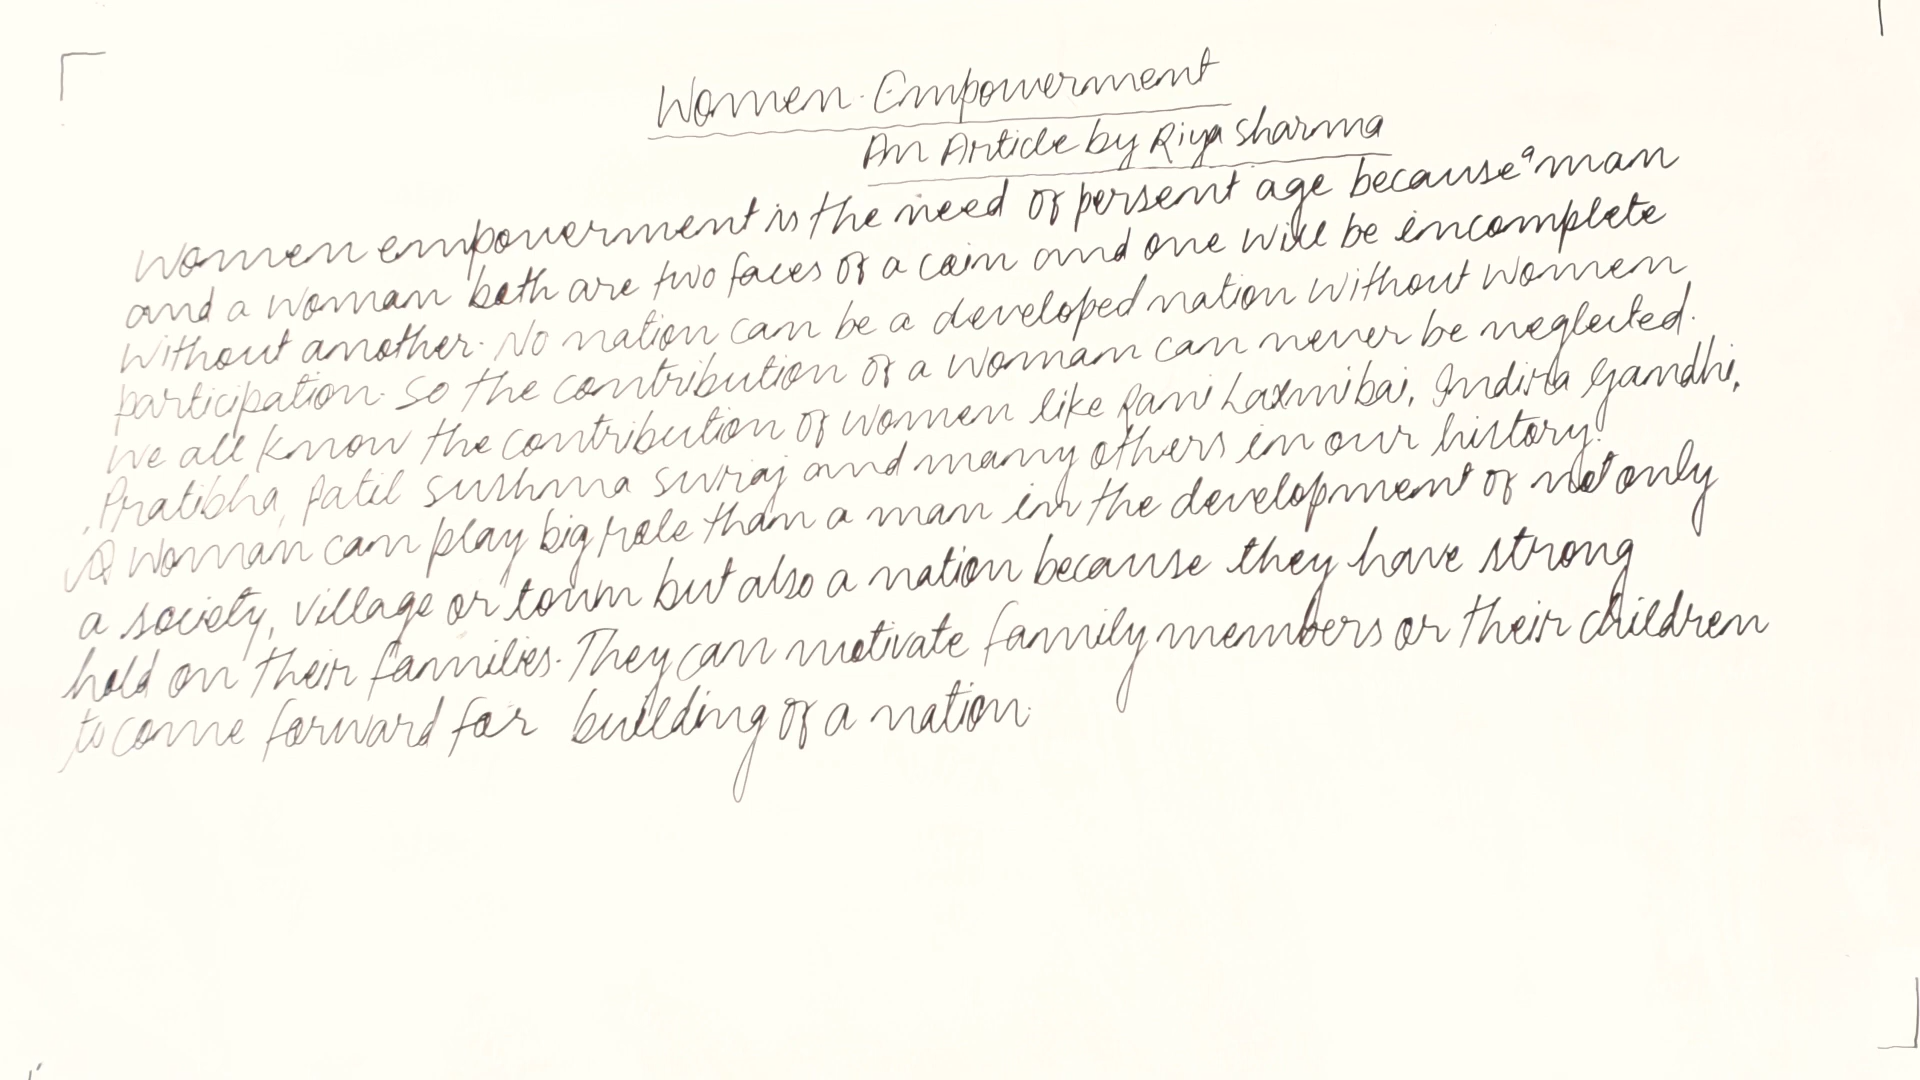 Women Empowerment
An Article by Riya Sharma
Women empowerment is the need of persent age because a man
and a woman both are two faces of a coin and one will be incomplete
without another. No nation can be a developed nation without women
participation. So the contribution of a woman can never be neglected.
We all know the contribution of women like Rani Laxmibai, Indira Gandhi,
Pratibha, Patil Sushma Swraj and many others in our history.
A woman can play big role than a man in the development of not only
a society, village or town but also a nation because they have strong
hold on their families. They can motivate family members or their children
to come forward for building of a nation.